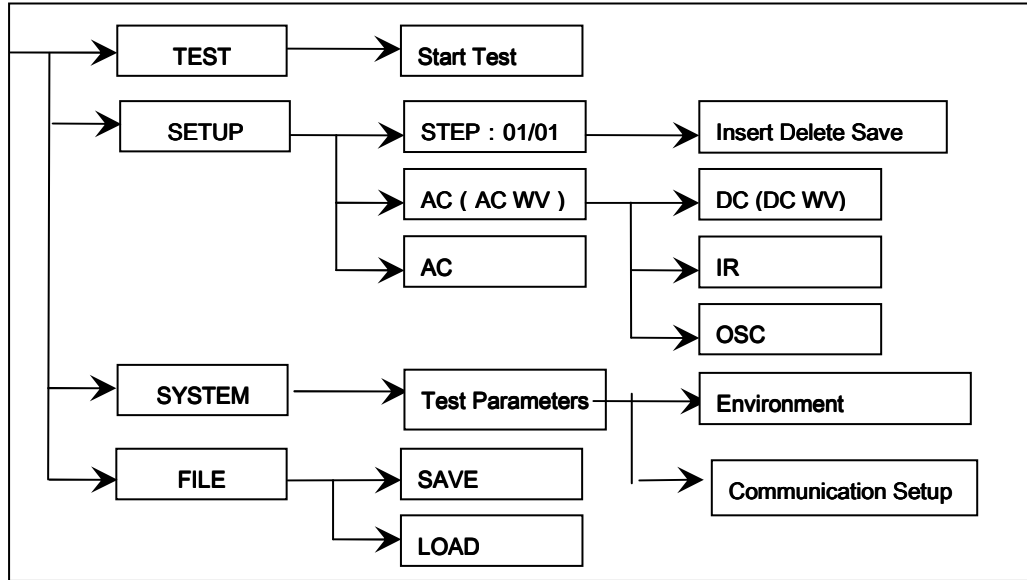 TEST
Start Test
SETUP
STEP : 01/01
Insert Delete Save
AC ( AC WV )
DC (DC WV)
AC
IR
OSC
SYSTEM
Test Parameters
Environment
FILE
SAVE
Communication Setup
LOAD